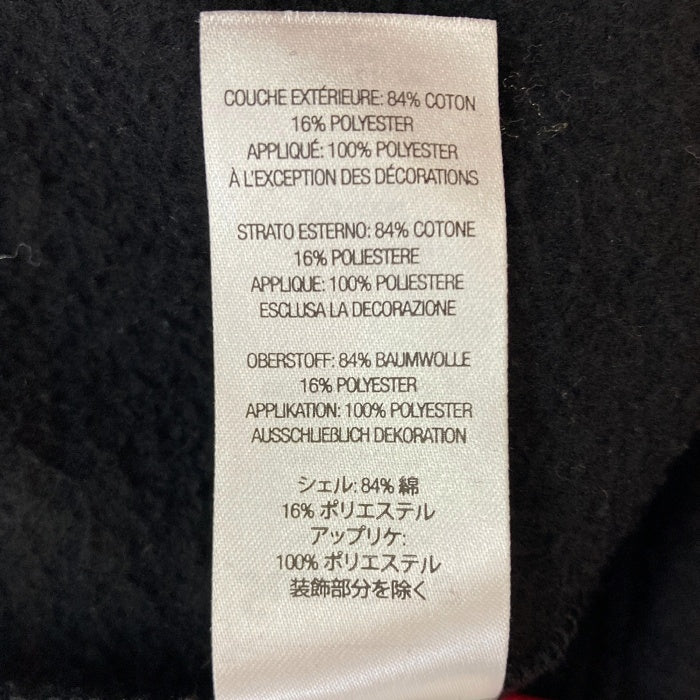 COUCHE EXTÉRIEURE: 84% COTON
16% POLYESTER
APPLIQUÉ: 100% POLYESTER
À L'EXCEPTION DES DÉCORATIONS
STRATO ESTERNO: 84% COTONE
16% POLIESTERE
APPLIQUE: 100% POLIESTERE
ESCLUSA LA DECORAZIONE
OBERSTOFF: 84% BAUMWOLLE
16% POLYESTER
APPLIKATION: 100% POLYESTER
AUSSCHLIEßLICH DEKORATION
シェル: 84% 綿
16% ポリエステル
アップリケ:
100% ポリエステル
装飾部分を除く